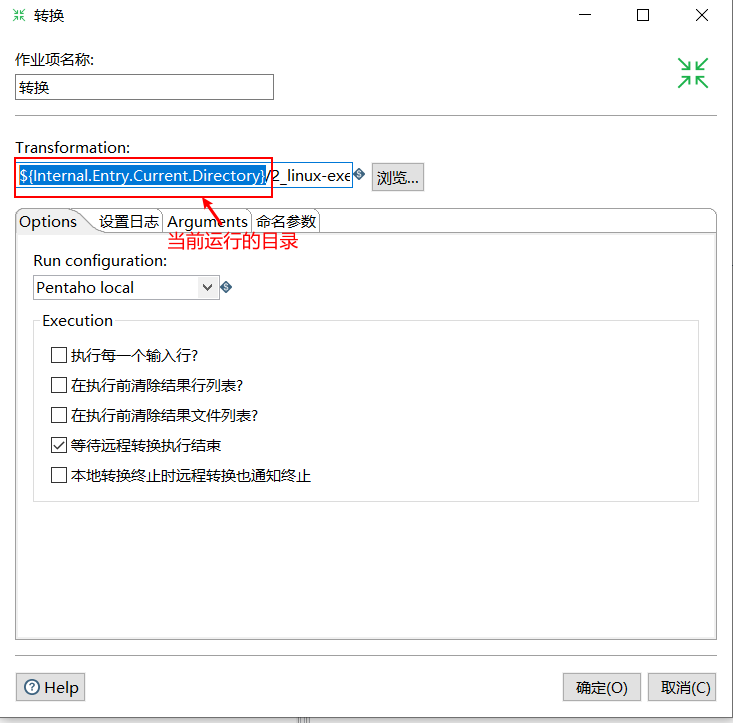 转换
作业项名称:
转换
Transformation:
${Internal.Entry.Current.Directory}/2_linux-exe
浏览...
Options 设置日志 Arguments 命名参数
当前运行的目录
Run configuration:
Pentaho local
Execution
执行每一个输入行?
在执行前清除结果行列表?
在执行前清除结果文件列表?
等待远程转换执行结束
本地转换终止时远程转换也通知终止
Help 确定(O) 取消(C)